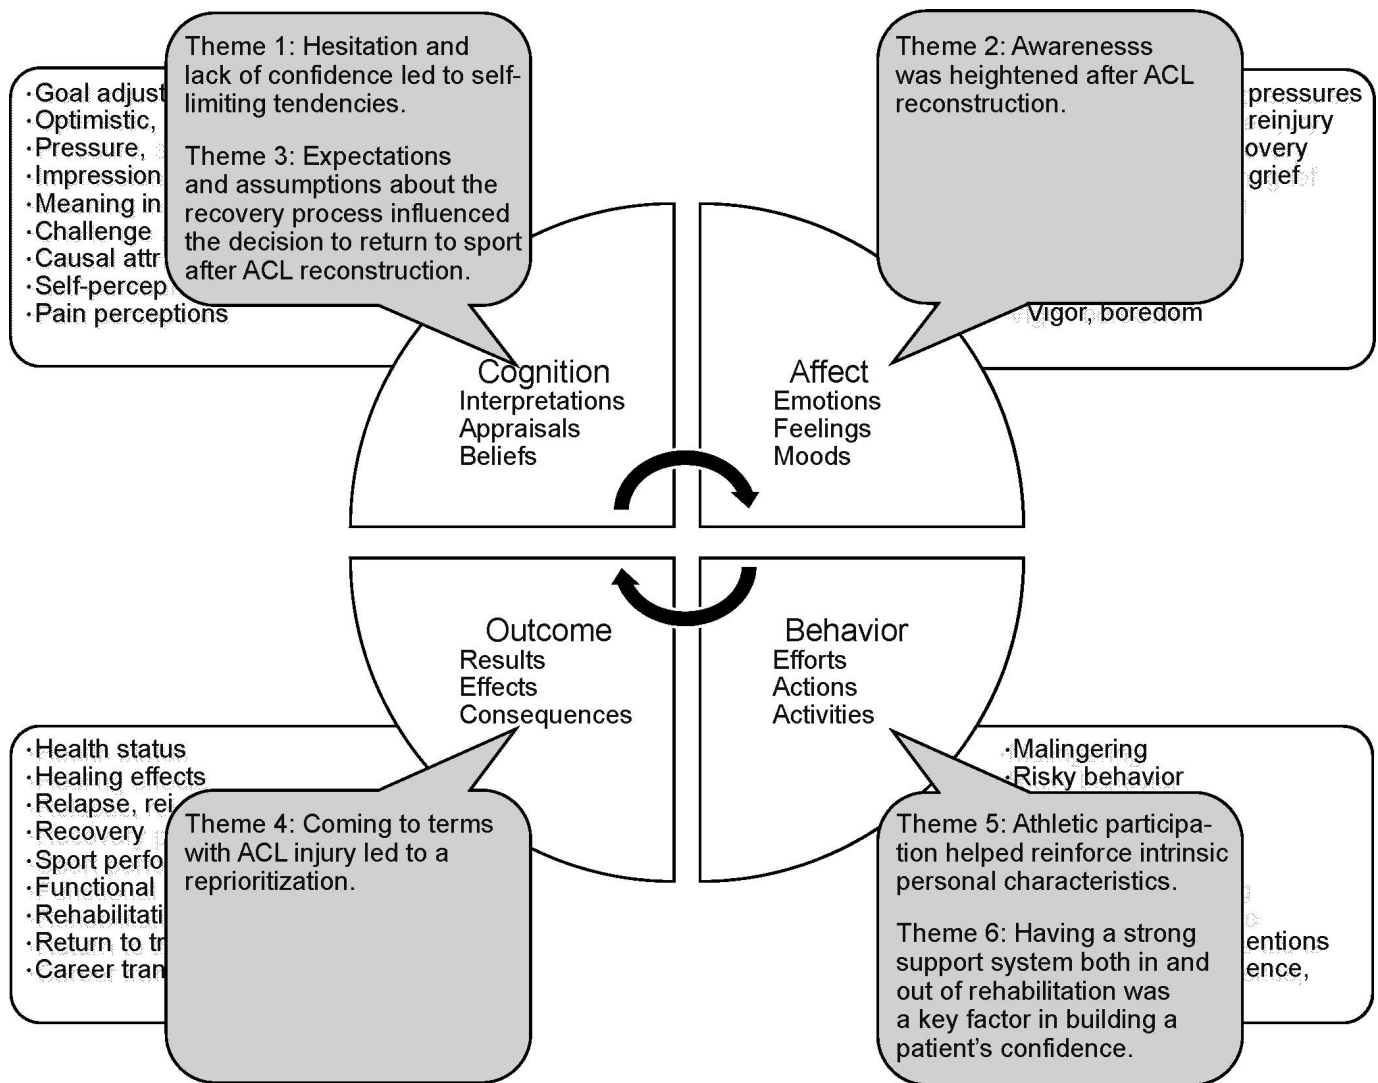 Theme 1: Hesitation and
lack of confidence led to self-
limiting tendencies.
Theme 3: Expectations
and assumptions about the
recovery process influenced
the decision to return to sport
after ACL reconstruction.
·Goal adjust
·Optimistic,
·Pressure,
·Impression
·Meaning in
·Challenge
·Causal attr
·Self-percep
·Pain perceptions
Theme 2: Awarenesss
was heightened after ACL
reconstruction.
pressures
reinjury
overy
grief
Vigor, boredom
Cognition
Interpretations
Appraisals
Beliefs
Affect
Emotions
Feelings
Moods
Outcome
Results
Effects
Consequences
Behavior
Efforts
Actions
Activities
·Health status
·Healing effects
·Relapse, rei
·Recovery
·Sport perfo
·Functional
·Rehabilitati
·Return to tr
·Career tran
Theme 4: Coming to terms
with ACL injury led to a
reprioritization.
·Malingering
·Risky behavior
Theme 5: Athletic participa-
tion helped reinforce intrinsic
personal characteristics.
Theme 6: Having a strong
support system both in and
out of rehabilitation was
a key factor in building a
patient’s confidence.
entions
ence,